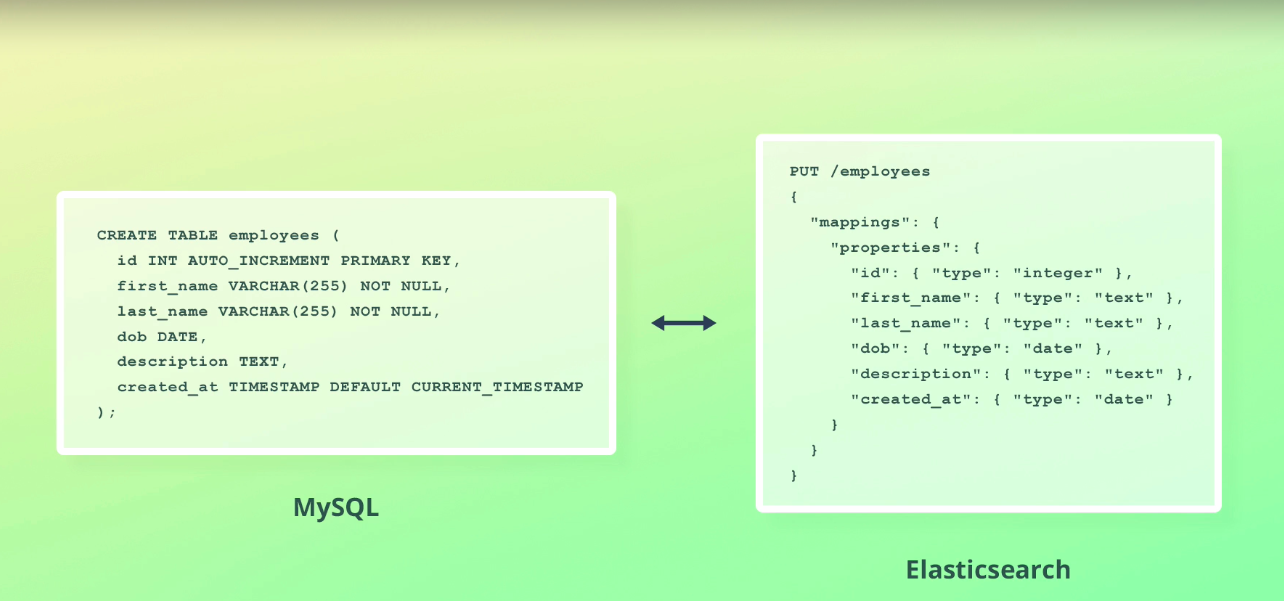 CREATE TABLE employees (
  id INT AUTO_INCREMENT PRIMARY KEY,
  first_name VARCHAR(255) NOT NULL,
  last_name VARCHAR(255) NOT NULL,
  dob DATE,
  description TEXT,
  created_at TIMESTAMP DEFAULT CURRENT_TIMESTAMP
);
MySQL
PUT /employees
{
  "mappings": {
    "properties": {
      "id": { "type": "integer" },
      "first_name": { "type": "text" },
      "last_name": { "type": "text" },
      "dob": { "type": "date" },
      "description": { "type": "text" },
      "created_at": { "type": "date" }
    }
  }
}
Elasticsearch